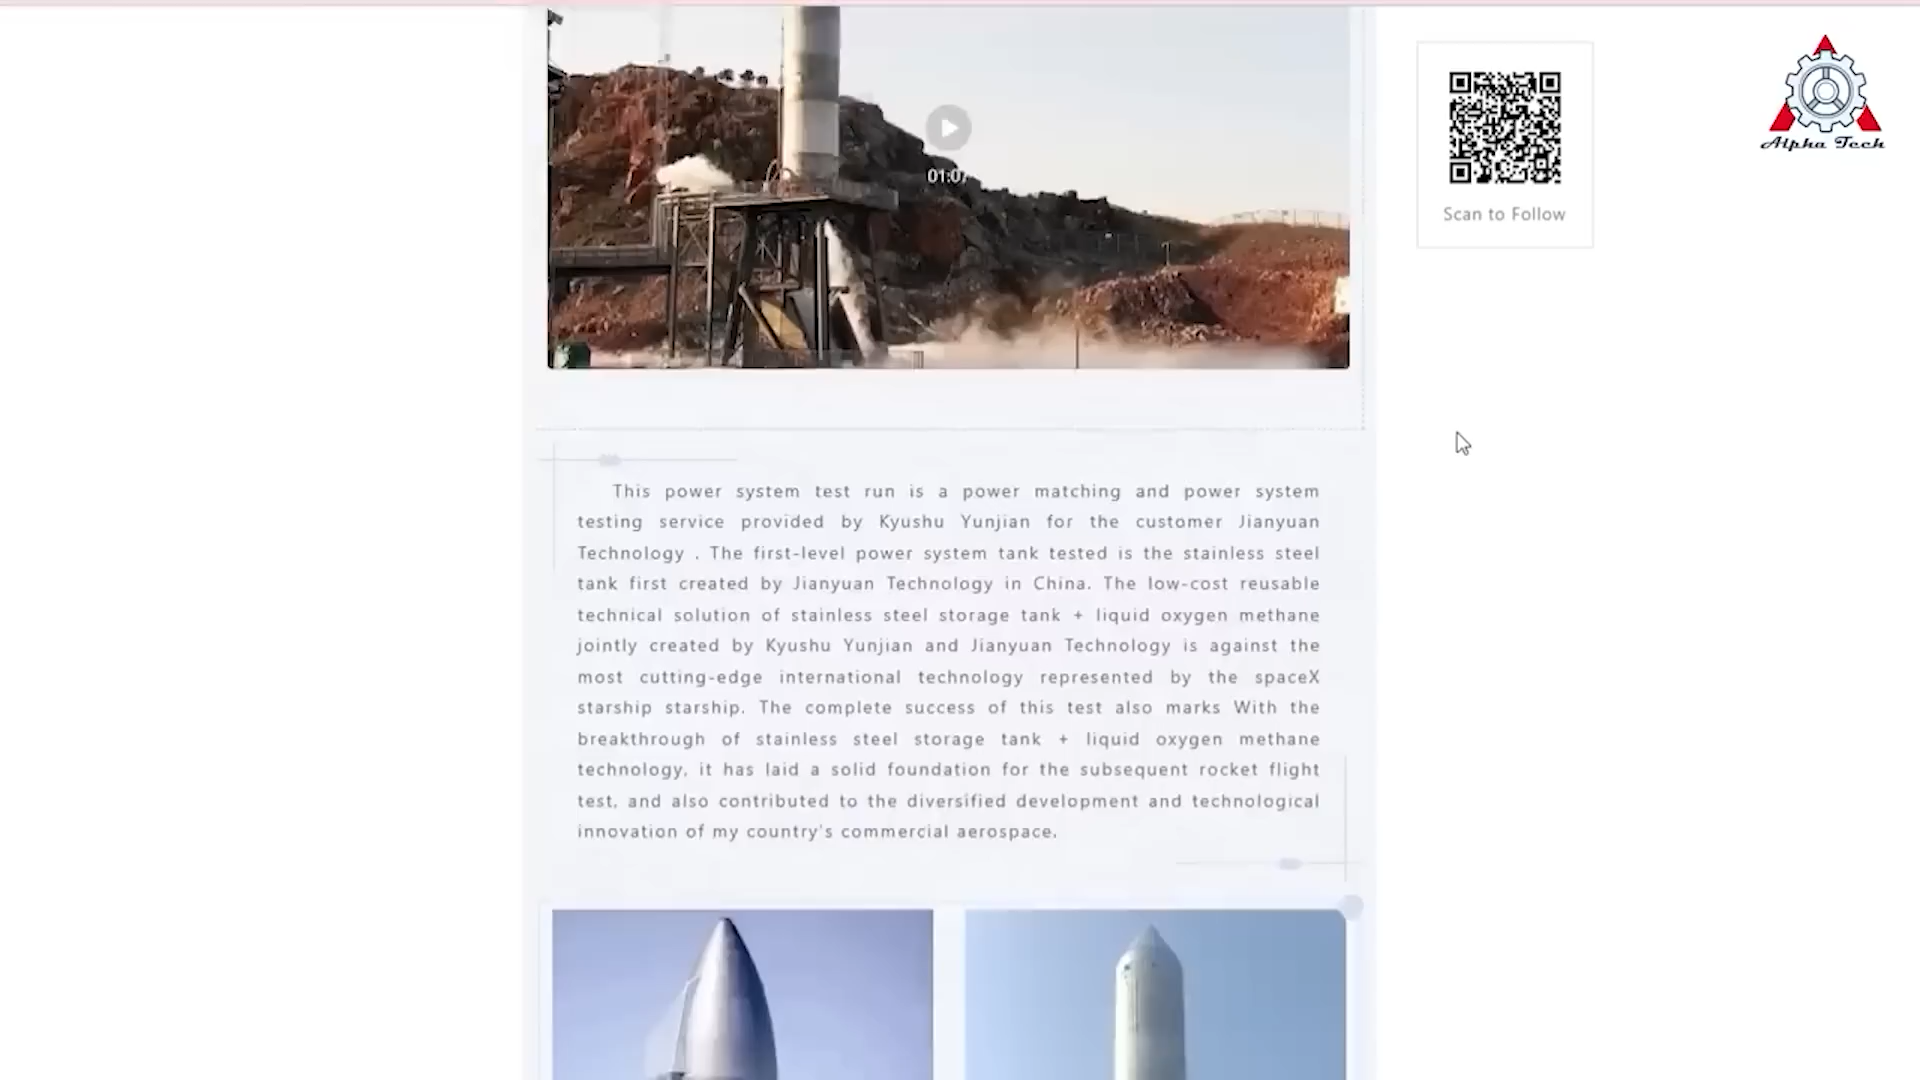 01:07
Scan to Follow
Alpha Tech
This power system test run is a power matching and power system
testing service provided by Kyushu Yunjian for the customer Jianyuan
Technology . The first-level power system tank tested is the stainless steel
tank first created by Jianyuan Technology in China. The low-cost reusable
technical solution of stainless steel storage tank + liquid oxygen methane
jointly created by Kyushu Yunjian and Jianyuan Technology is against the
most cutting-edge international technology represented by the spaceX
starship starship. The complete success of this test also marks With the
breakthrough of stainless steel storage tank + liquid oxygen methane
technology, it has laid a solid foundation for the subsequent rocket flight
test, and also contributed to the diversified development and technological
innovation of my country's commercial aerospace.